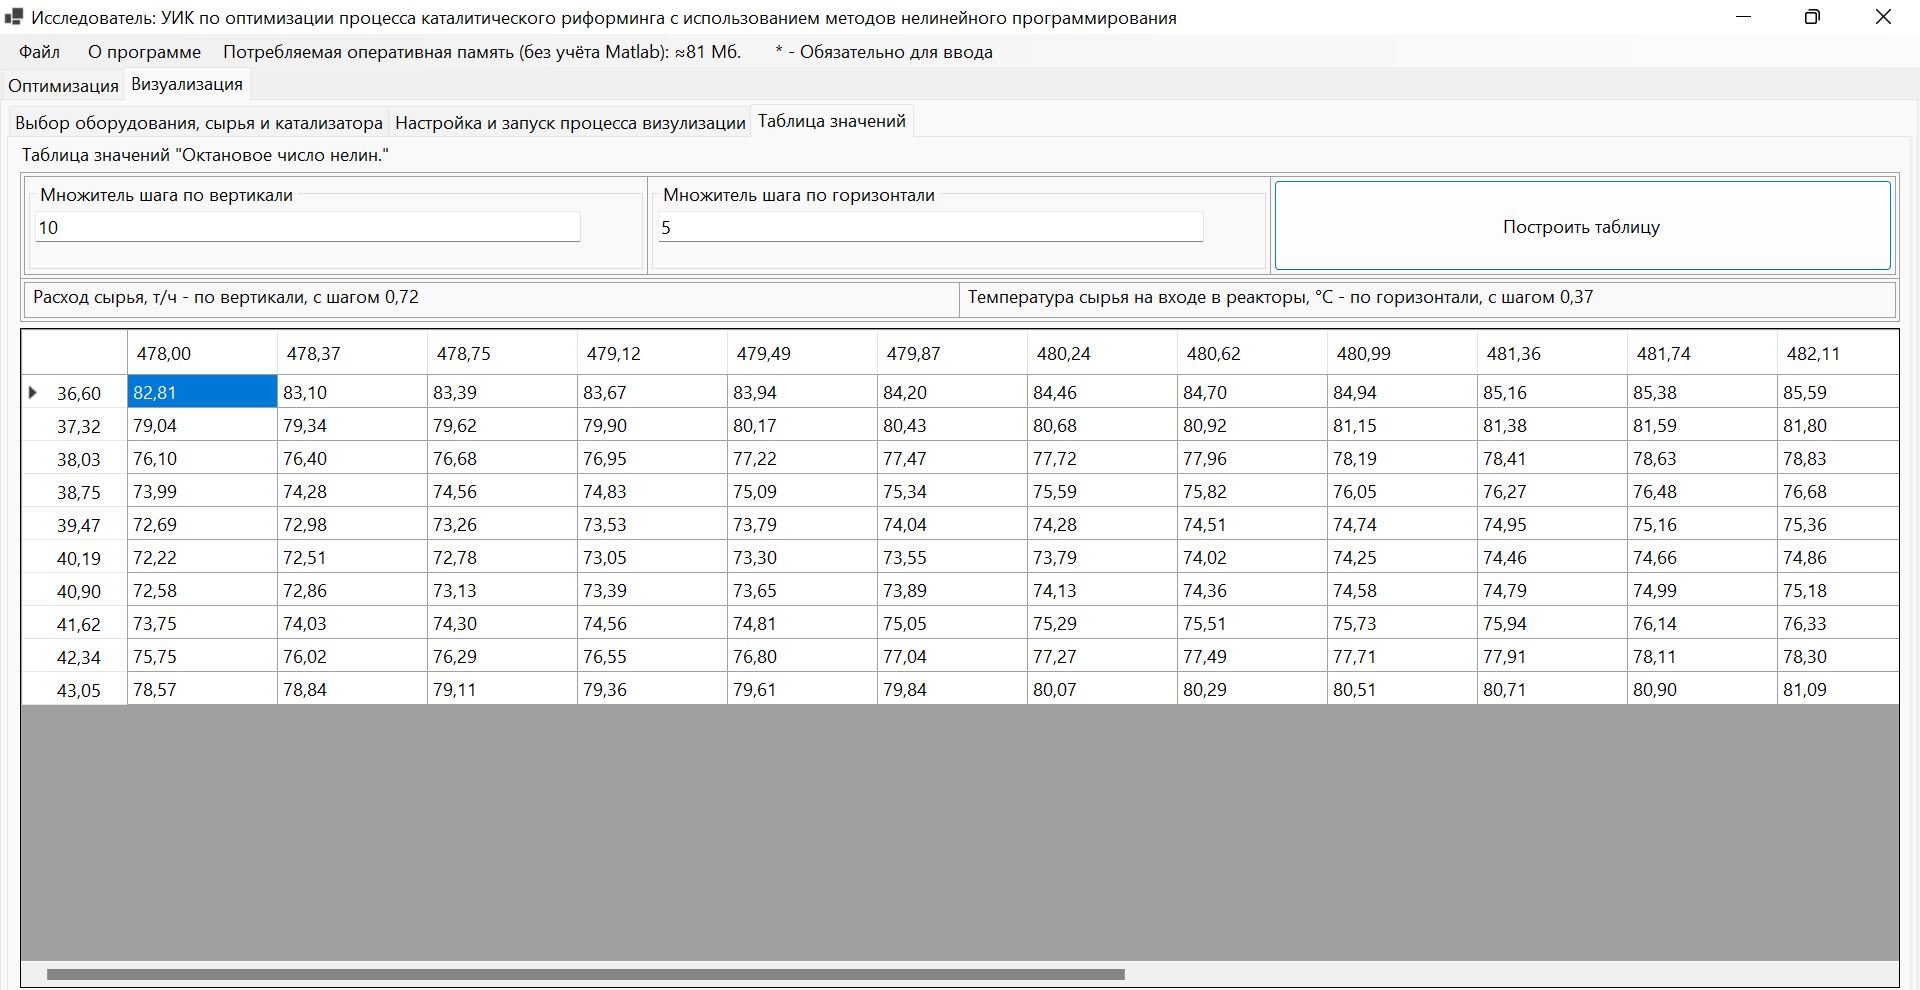 Исследователь: УИК по оптимизации процесса каталитического риформинга с использованием методов нелинейного программирования
Файл О программе Потребляемая оперативная память (без учёта Matlab): ≈81 Мб. * - Обязательно для ввода
Оптимизация Визуализация
Выбор оборудования, сырья и катализатора Настройка и запуск процесса визулизации Таблица значений
Таблица значений "Октановое число нелин."
Множитель шага по вертикали Множитель шага по горизонтали
10 5 Построить таблицу
Расход сырья, т/ч - по вертикали, с шагом 0,72 Температура сырья на входе в реакторы, °C - по горизонтали, с шагом 0,37
478,00 478,37 478,75 479,12 479,49 479,87 480,24 480,62 480,99 481,36 481,74 482,11
36,60 82,81 83,10 83,39 83,67 83,94 84,20 84,46 84,70 84,94 85,16 85,38 85,59
37,32 79,04 79,34 79,62 79,90 80,17 80,43 80,68 80,92 81,15 81,38 81,59 81,80
38,03 76,10 76,40 76,68 76,95 77,22 77,47 77,72 77,96 78,19 78,41 78,63 78,83
38,75 73,99 74,28 74,56 74,83 75,09 75,34 75,59 75,82 76,05 76,27 76,48 76,68
39,47 72,69 72,98 73,26 73,53 73,79 74,04 74,28 74,51 74,74 74,95 75,16 75,36
40,19 72,22 72,51 72,78 73,05 73,30 73,55 73,79 74,02 74,25 74,46 74,66 74,86
40,90 72,58 72,86 73,13 73,39 73,65 73,89 74,13 74,36 74,58 74,79 74,99 75,18
41,62 73,75 74,03 74,30 74,56 74,81 75,05 75,29 75,51 75,73 75,94 76,14 76,33
42,34 75,75 76,02 76,29 76,55 76,80 77,04 77,27 77,49 77,71 77,91 78,11 78,30
43,05 78,57 78,84 79,11 79,36 79,61 79,84 80,07 80,29 80,51 80,71 80,90 81,09